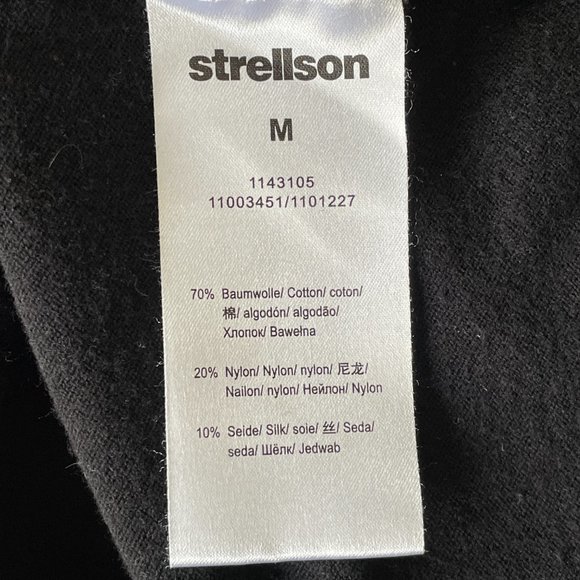 strellson
M
1143105
11003451/1101227
70% Baumwolle/ Cotton/ coton/
棉/ algodón/ algodão/
Хлопок/ Bawełna
20% Nylon/ Nylon/ nylon/ 尼龙/
Nailon/ nylon/ Нейлон/ Nylon
10% Seide/ Silk/ soie/ 丝/ Seda/
seda/ Шёлк/ Jedwab